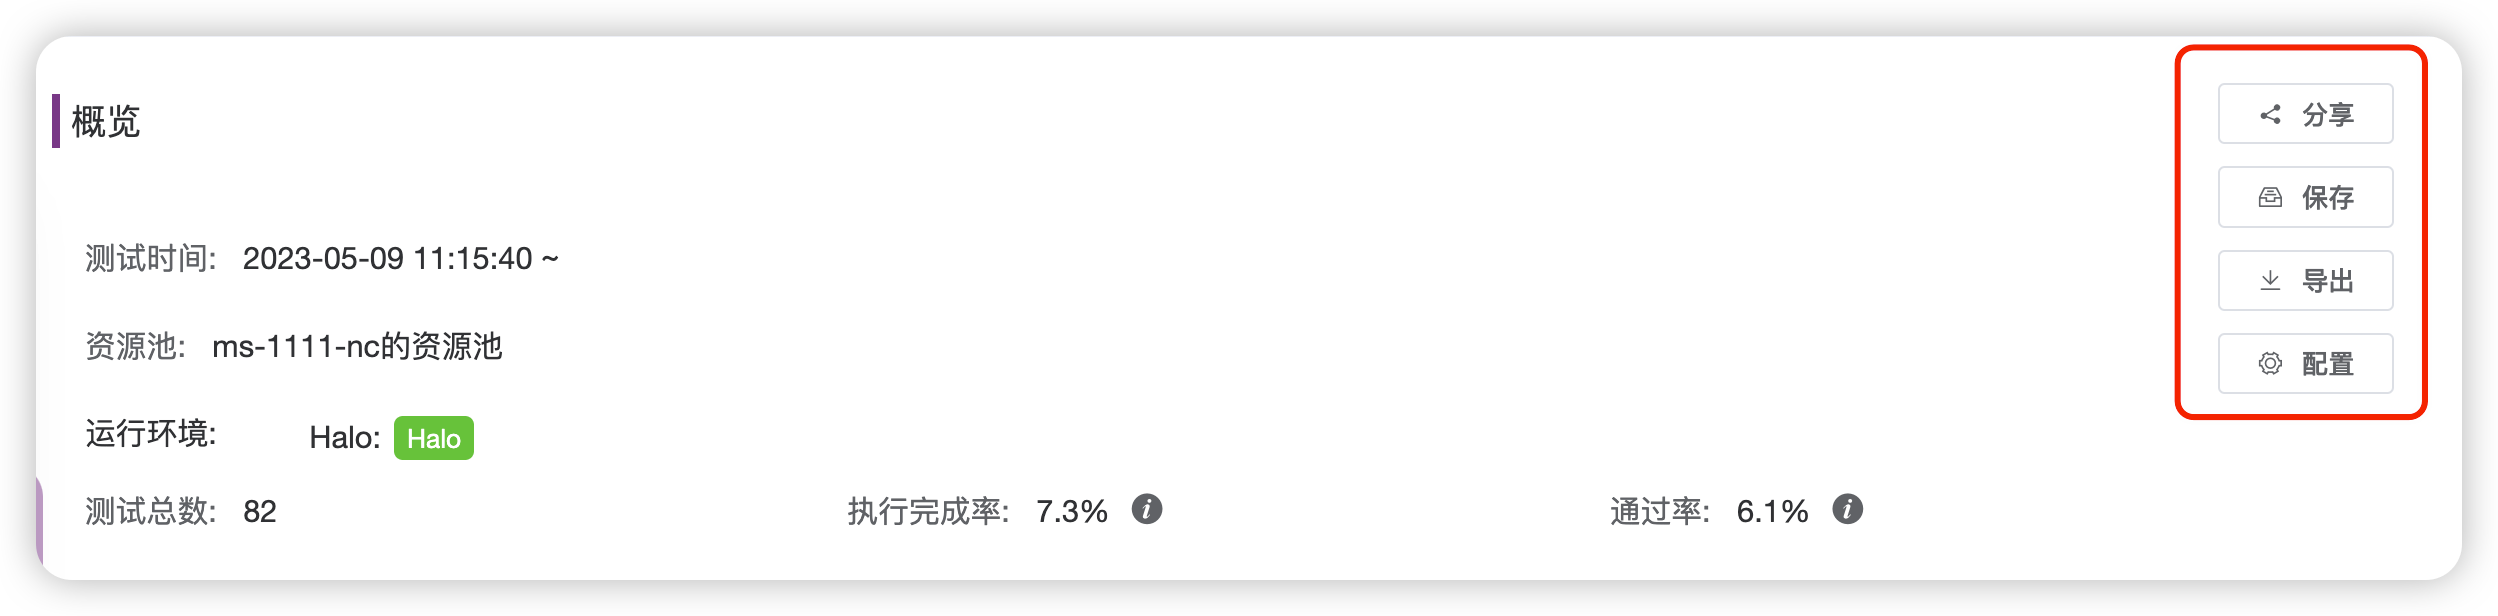 概览
分享
保存
导出
配置
测试时间: 2023-05-09 11:15:40 ~
资源池: ms-1111-nc的资源池
运行环境: Halo: Halo
测试总数: 82 执行完成率: 7.3% 通过率: 6.1%